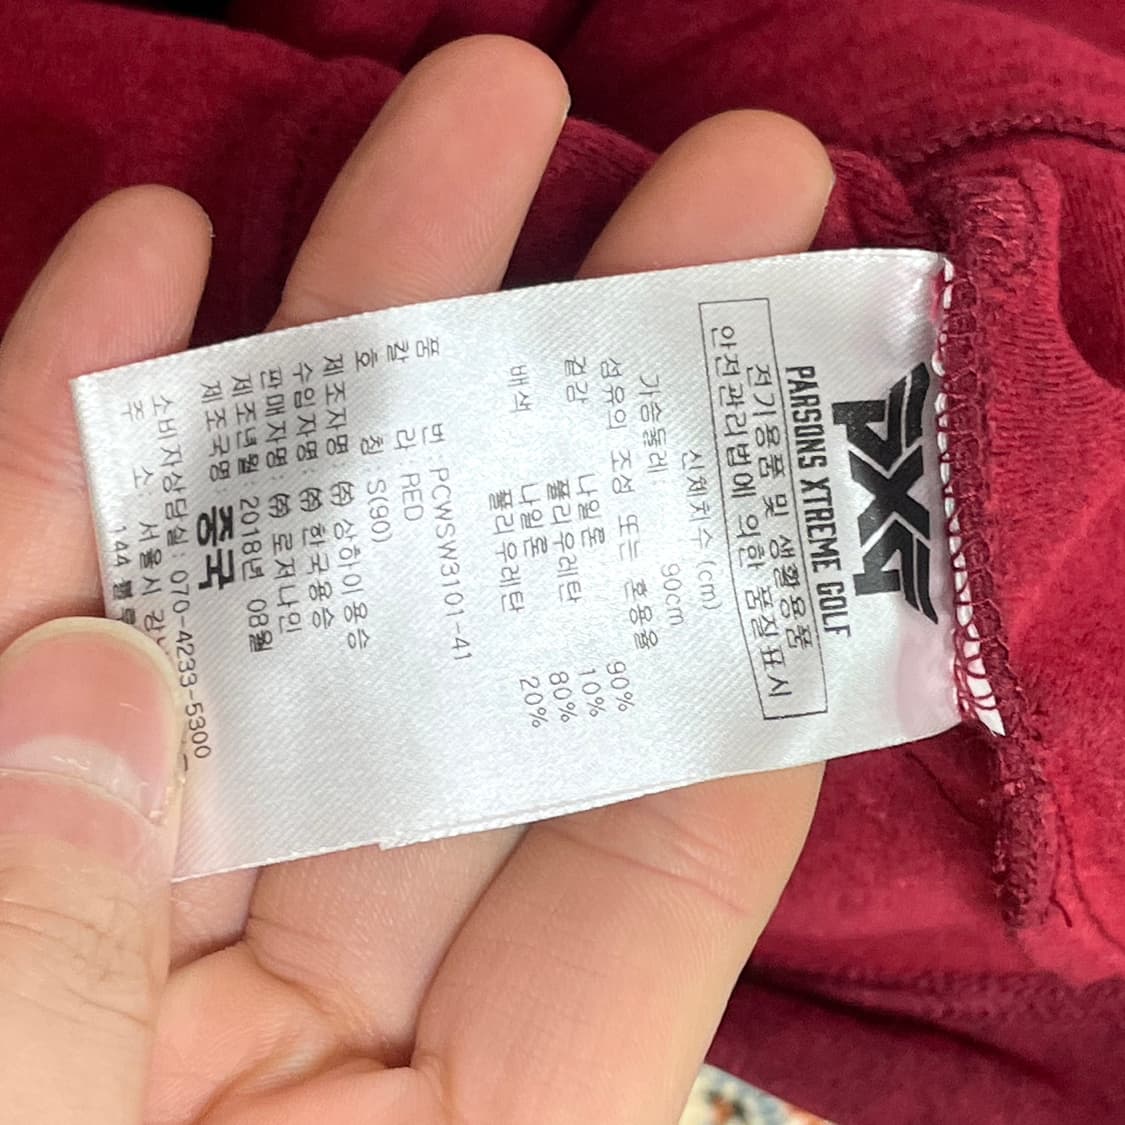 PXG
PARSONS XTREME GOLF
전기용품 및 생활용품
안전관리법에 의한 품질표시
신체치수 (cm)
가슴둘레: 90cm
섬유의 조성 또는 혼용율
겉감 나일론 90%
폴리우레탄 10%
배색 나일론 80%
폴리우레탄 20%
품 번: PCWSW3101-41
칼 라: RED
호 칭: S(90)
제조자명: ㈜ 상하이용승
수입자명: ㈜ 한국용승
판매자명: ㈜ 로저나인
제조년월: 2018년 08월
제조국명: 중국
소비자상담실: 070-4233-5300
주 소: 서울시
144